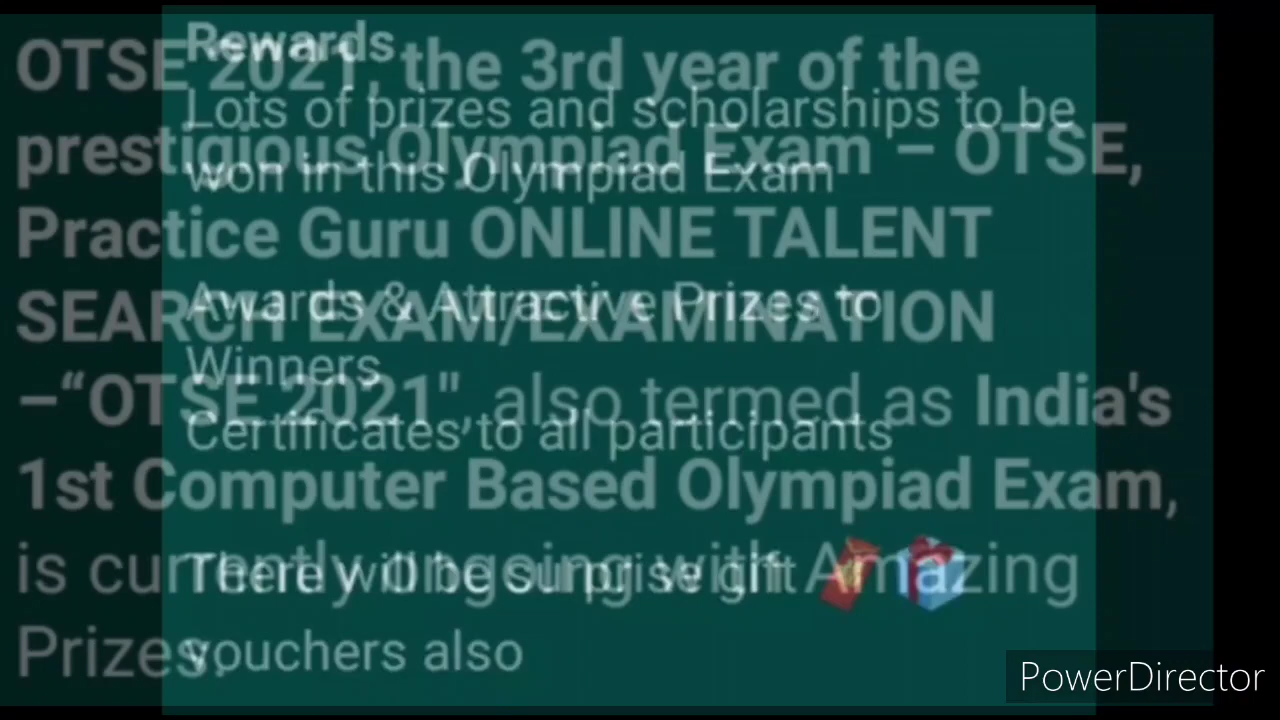 OTSE 2021, the 3rd year of the
prestigious Olympiad Exam – OTSE,
Practice Guru ONLINE TALENT
SEARCH EXAM/EXAMINATION
–“OTSE 2021", also termed as India's
1st Computer Based Olympiad Exam,
is currently ongoing with Amazing
Prizes.
Rewards
Lots of prizes and scholarships to be
won in this Olympiad Exam
Awards & Attractive Prizes to
Winners
Certificates to all participants
There will be surprise gift
vouchers also
PowerDirector